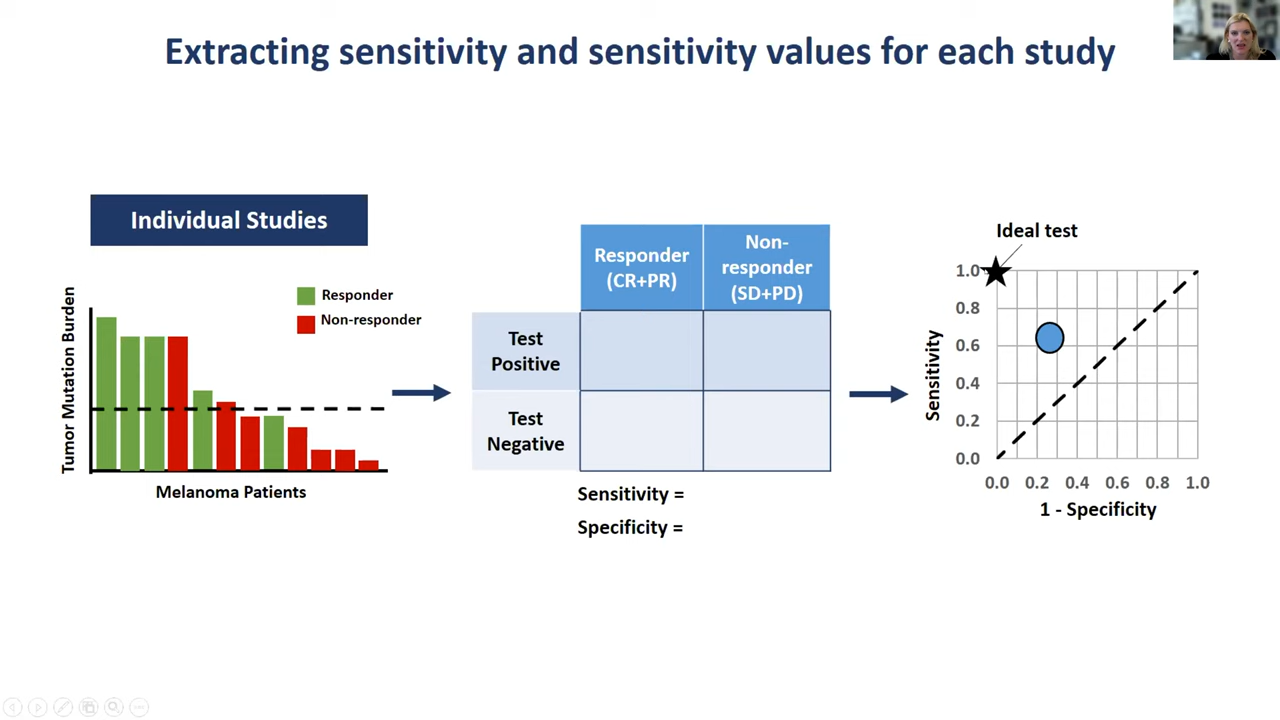 Extracting sensitivity and sensitivity values for each study
Individual Studies
Tumor Mutation Burden
Responder
Non-responder
Melanoma Patients
Responder
(CR+PR)
Non-
responder
(SD+PD)
Test
Positive
Test
Negative
Sensitivity =
Specificity =
Ideal test
Sensitivity
1.0
0.8
0.6
0.4
0.2
0.0
0.0 0.2 0.4 0.6 0.8 1.0
1 - Specificity